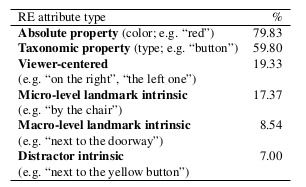 RE attribute type %
Absolute property (color; e.g. “red”) 79.83
Taxonomic property (type; e.g. “button”) 59.80
Viewer-centered 19.33
(e.g. “on the right”, “the left one”)
Micro-level landmark intrinsic 17.37
(e.g. “by the chair”)
Macro-level landmark intrinsic 8.54
(e.g. “next to the doorway”)
Distractor intrinsic 7.00
(e.g. “next to the yellow button”)